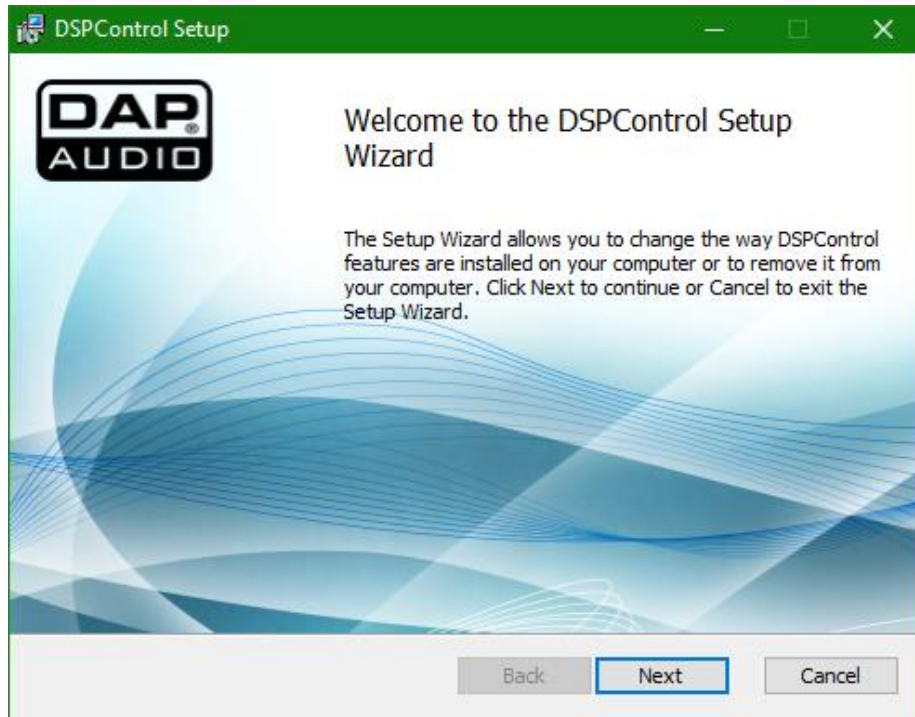 DSPControl Setup
DAP
AUDIO
Welcome to the DSPControl Setup
Wizard
The Setup Wizard allows you to change the way DSPControl
features are installed on your computer or to remove it from
your computer. Click Next to continue or Cancel to exit the
Setup Wizard.
Back
Next
Cancel